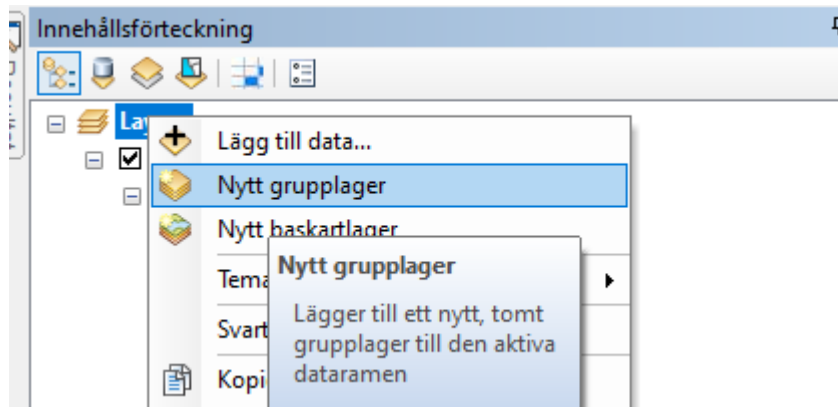 Innehållsförteckning
Lägg till data...
Nytt grupplager
Nytt baskartlager
Nytt grupplager
Lägger till ett nytt, tomt
grupplager till den aktiva
dataramen